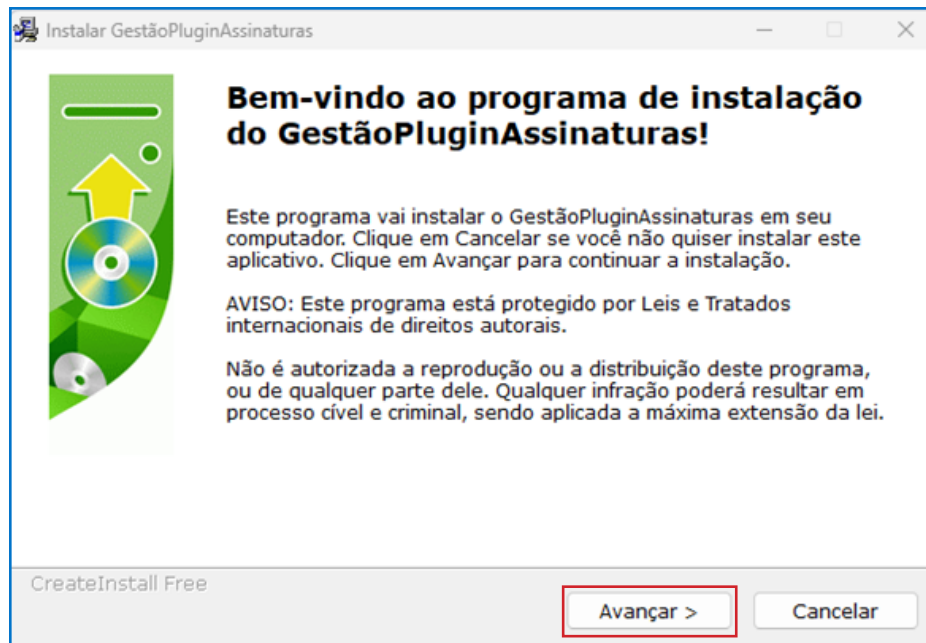 Instalar GestãoPluginAssinaturas
Bem-vindo ao programa de instalação
do GestãoPluginAssinaturas!
Este programa vai instalar o GestãoPluginAssinaturas em seu
computador. Clique em Cancelar se você não quiser instalar este
aplicativo. Clique em Avançar para continuar a instalação.
AVISO: Este programa está protegido por Leis e Tratados
internacionais de direitos autorais.
Não é autorizada a reprodução ou a distribuição deste programa,
ou de qualquer parte dele. Qualquer infração poderá resultar em
processo cível e criminal, sendo aplicada a máxima extensão da lei.
CreateInstall Free
Avançar >
Cancelar